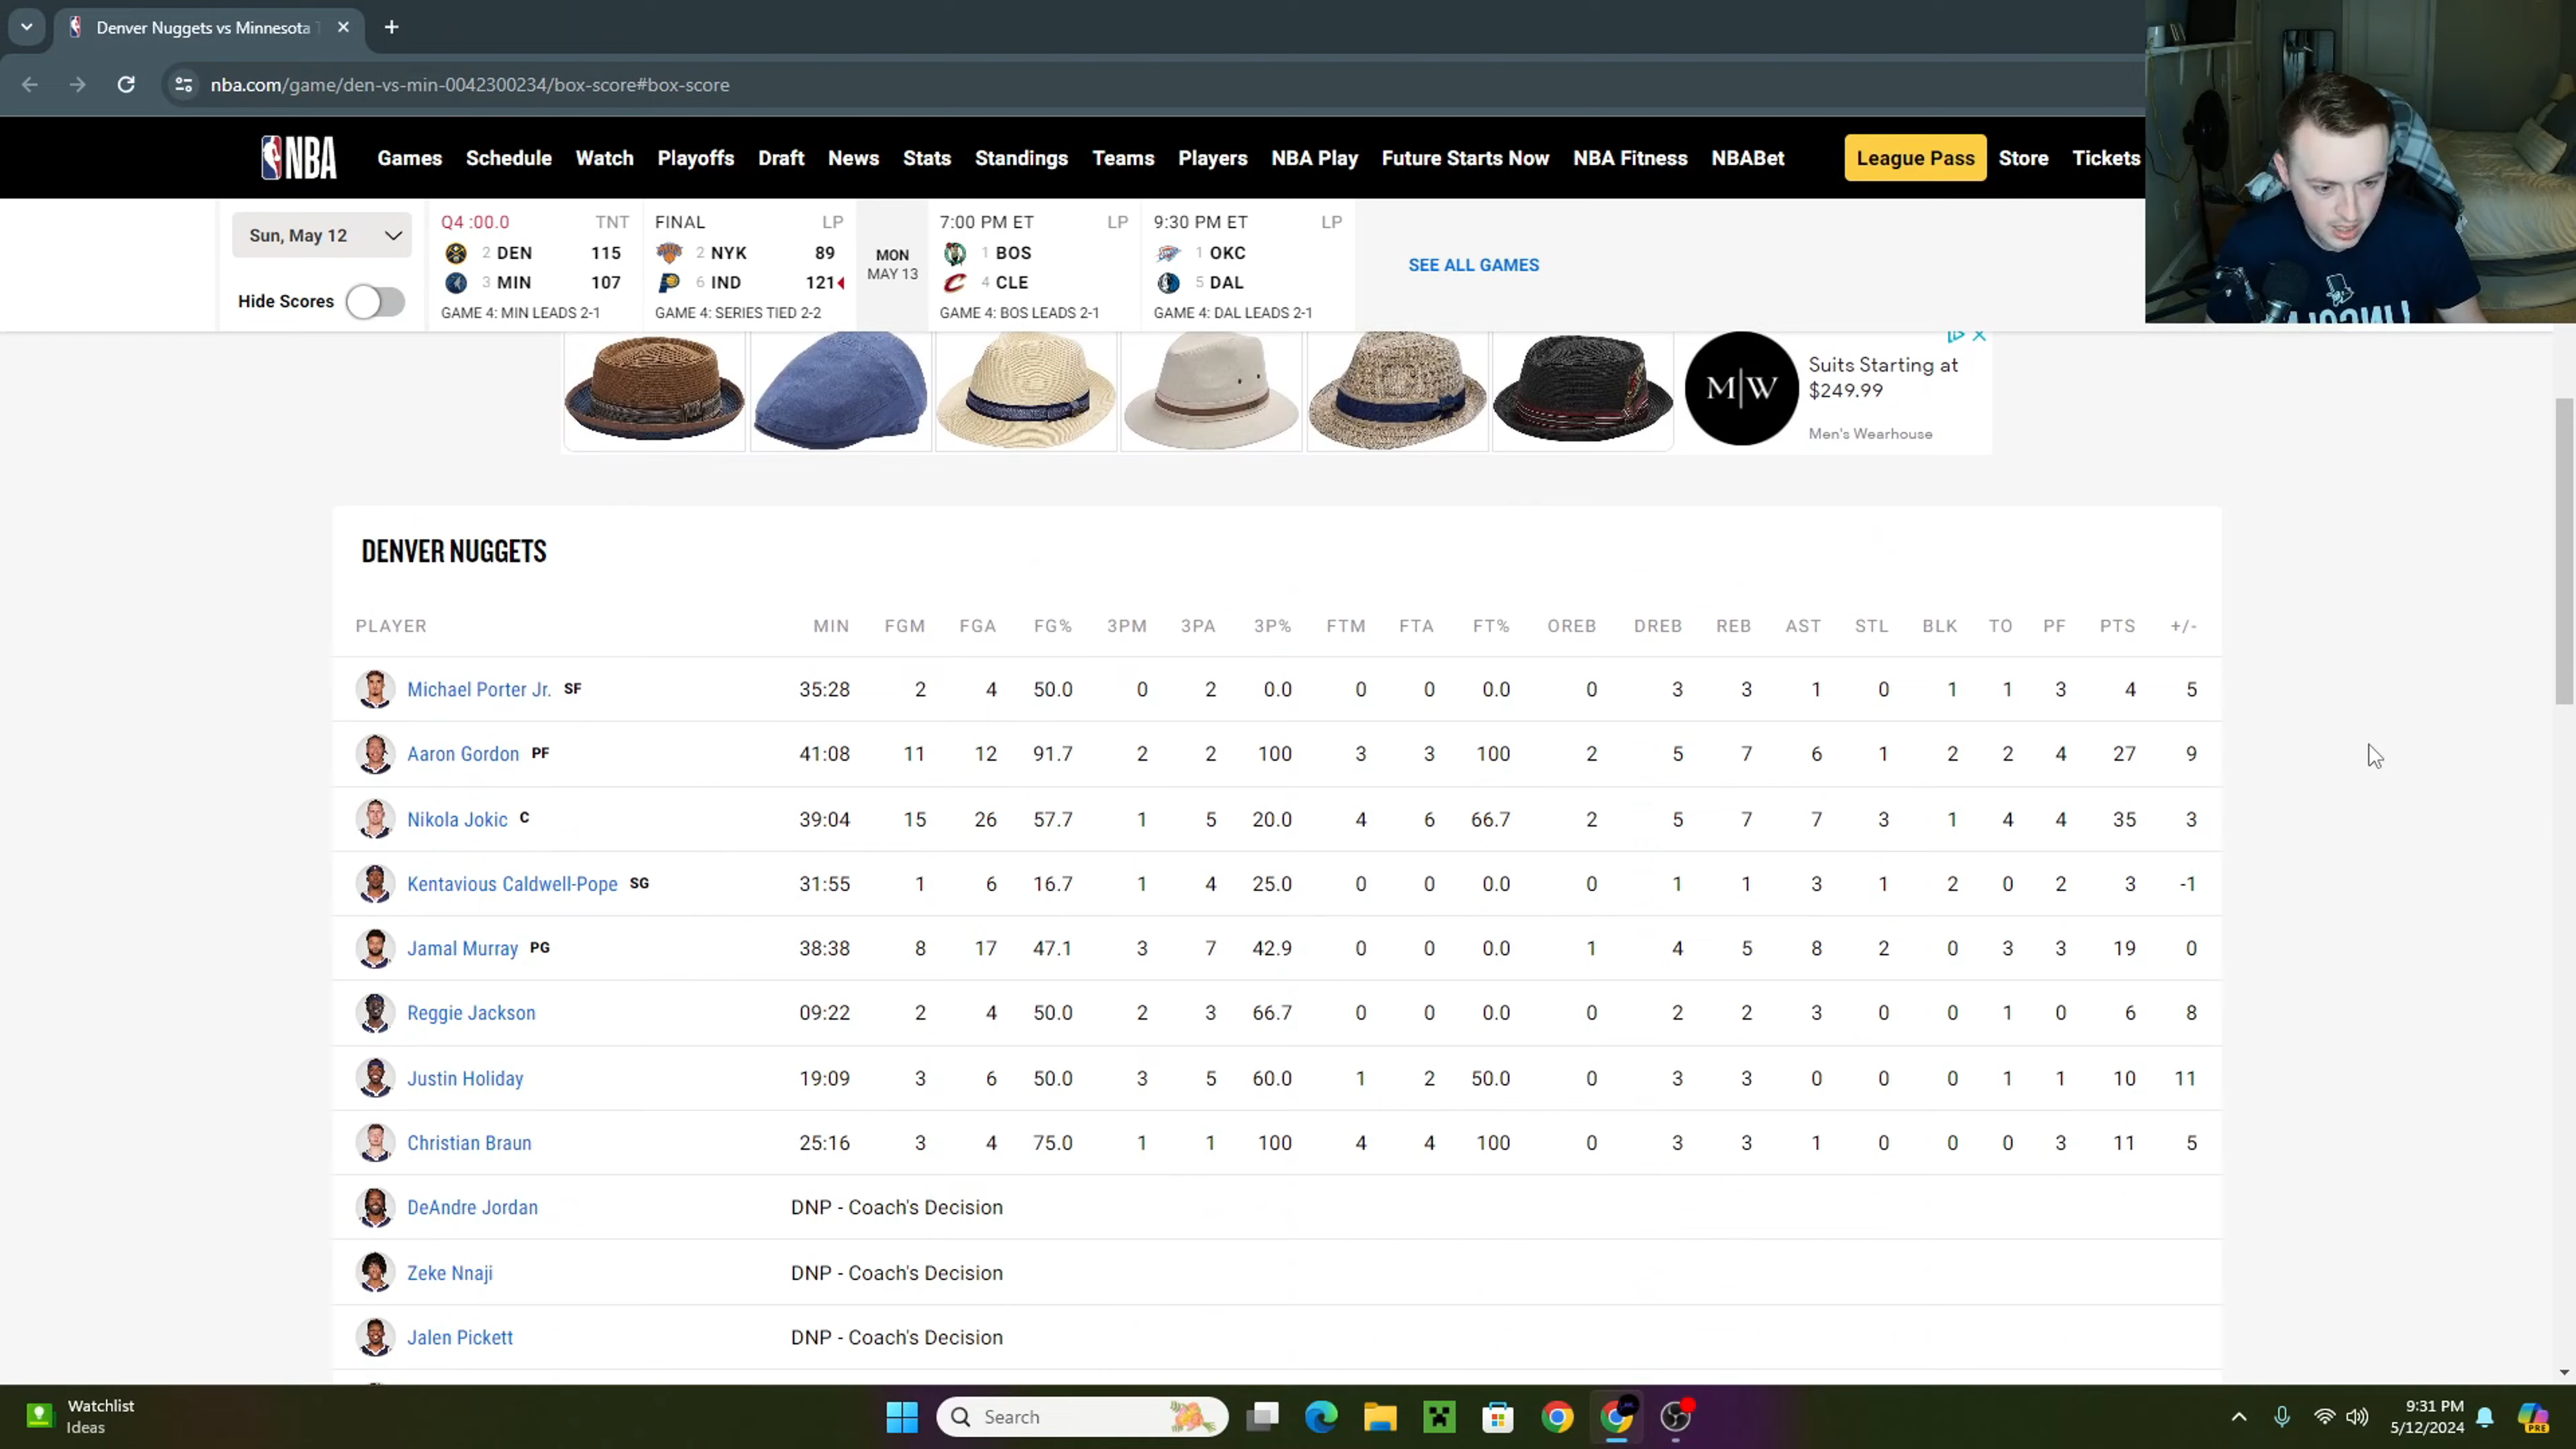 Denver Nuggets vs Minnesota
nba.com/game/den-vs-min-0042300234/box-score#box-score
NBA Games Schedule Watch Playoffs Draft News Stats Standings Teams Players NBA Play Future Starts Now NBA Fitness NBABet League Pass Store Tickets
Sun, May 12
Hide Scores
Q4 :00.0 TNT
2 DEN 115
3 MIN 107
GAME 4: MIN LEADS 2-1
FINAL LP
2 NYK 89
6 IND 121
GAME 4: SERIES TIED 2-2
MON
MAY 13
7:00 PM ET LP
1 BOS
4 CLE
GAME 4: BOS LEADS 2-1
9:30 PM ET LP
1 OKC
5 DAL
GAME 4: DAL LEADS 2-1
SEE ALL GAMES
M|W
Suits Starting at
$249.99
Men's Wearhouse
DENVER NUGGETS
PLAYER MIN FGM FGA FG% 3PM 3PA 3P% FTM FTA FT% OREB DREB REB AST STL BLK TO PF PTS +/-
Michael Porter Jr. SF 35:28 2 4 50.0 0 2 0.0 0 0 0.0 0 3 3 1 0 1 1 3 4 5
Aaron Gordon PF 41:08 11 12 91.7 2 2 100 3 3 100 2 5 7 6 1 2 2 4 27 9
Nikola Jokic C 39:04 15 26 57.7 1 5 20.0 4 6 66.7 2 5 7 7 3 1 4 4 35 3
Kentavious Caldwell-Pope SG 31:55 1 6 16.7 1 4 25.0 0 0 0.0 0 1 1 3 1 2 0 2 3 -1
Jamal Murray PG 38:38 8 17 47.1 3 7 42.9 0 0 0.0 1 4 5 8 2 0 3 3 19 0
Reggie Jackson 09:22 2 4 50.0 2 3 66.7 0 0 0.0 0 2 2 3 0 0 1 0 6 8
Justin Holiday 19:09 3 6 50.0 3 5 60.0 1 2 50.0 0 3 3 0 0 0 1 1 10 11
Christian Braun 25:16 3 4 75.0 1 1 100 4 4 100 0 3 3 1 0 0 0 3 11 5
DeAndre Jordan DNP - Coach's Decision
Zeke Nnaji DNP - Coach's Decision
Jalen Pickett DNP - Coach's Decision
Watchlist
Ideas
Search
9:31 PM
5/12/2024
PRE